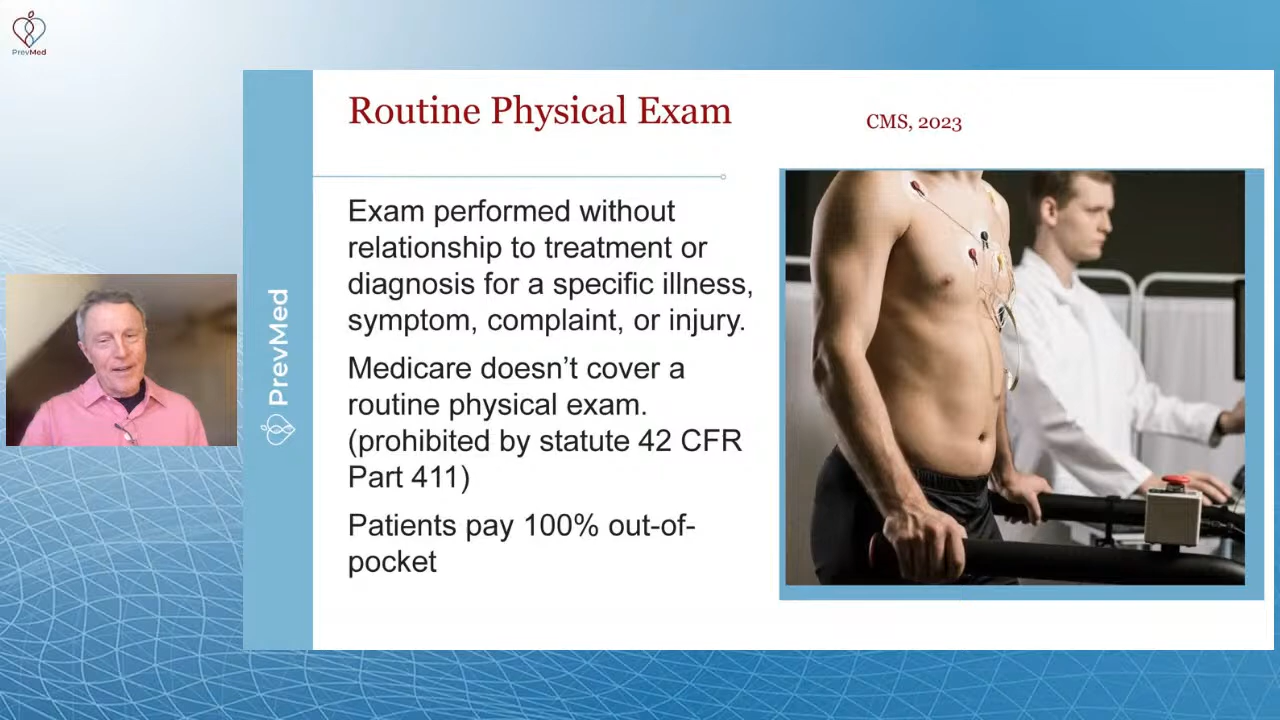 PrevMed
Routine Physical Exam
CMS, 2023
Exam performed without
relationship to treatment or
diagnosis for a specific illness,
symptom, complaint, or injury.
Medicare doesn’t cover a
routine physical exam.
(prohibited by statute 42 CFR
Part 411)
Patients pay 100% out-of-
pocket
PrevMed